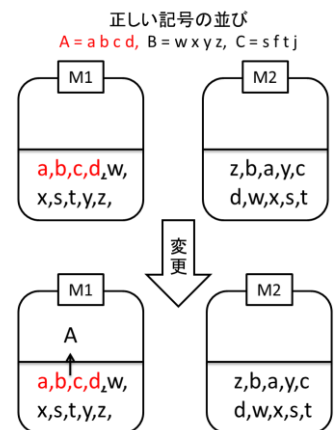 正しい記号の並び
A = a b c d, B = w x y z, C = s f t j
M1
a,b,c,d,w,
x,s,t,y,z,
M2
z,b,a,y,c
d,w,x,s,t
変更
M1
A
a,b,c,d,w,
x,s,t,y,z,
M2
z,b,a,y,c
d,w,x,s,t